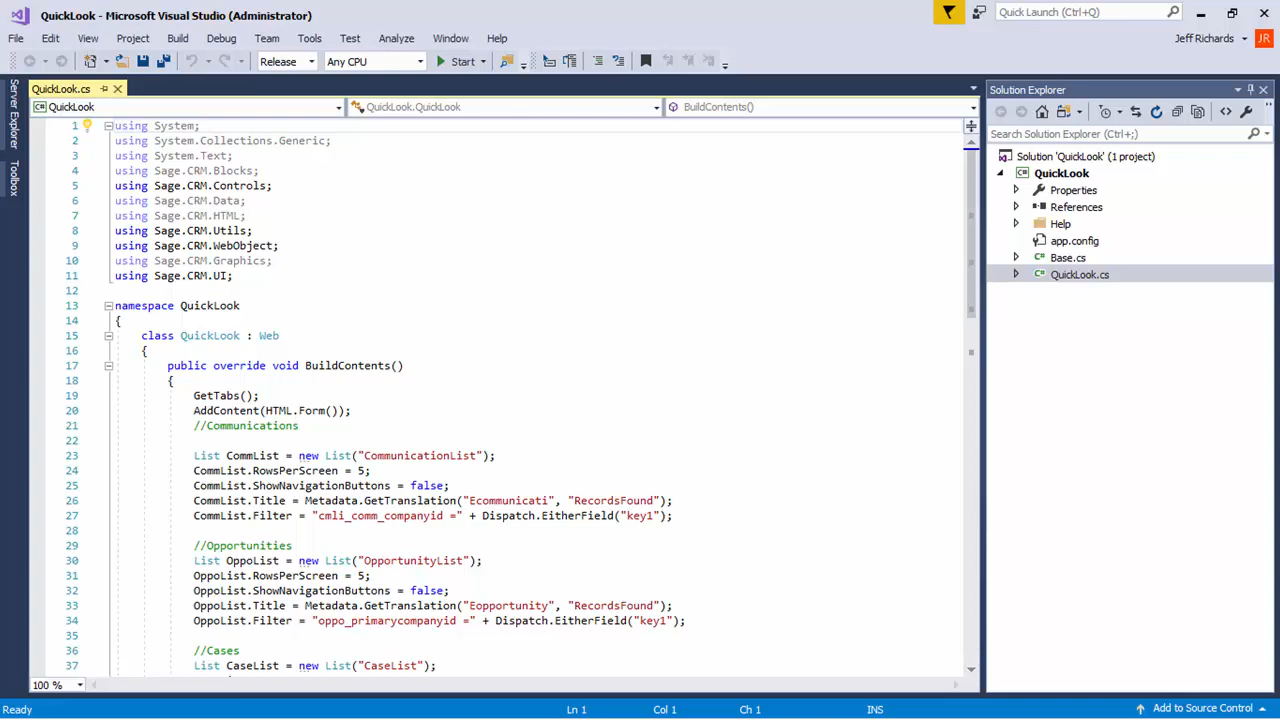 QuickLook - Microsoft Visual Studio (Administrator)
Quick Launch (Ctrl+Q)
File Edit View Project Build Debug Team Tools Test Analyze Window Help
Jeff Richards JR
Release Any CPU Start
Server Explorer
Toolbox
QuickLook.cs
QuickLook QuickLook.QuickLook BuildContents()
1 using System;
2 using System.Collections.Generic;
3 using System.Text;
4 using Sage.CRM.Blocks;
5 using Sage.CRM.Controls;
6 using Sage.CRM.Data;
7 using Sage.CRM.HTML;
8 using Sage.CRM.Utils;
9 using Sage.CRM.WebObject;
10 using Sage.CRM.Graphics;
11 using Sage.CRM.UI;
12
13 namespace QuickLook
14 {
15 class QuickLook : Web
16 {
17 public override void BuildContents()
18 {
19 GetTabs();
20 AddContent(HTML.Form());
21 //Communications
22
23 List CommList = new List("CommunicationList");
24 CommList.RowsPerScreen = 5;
25 CommList.ShowNavigationButtons = false;
26 CommList.Title = Metadata.GetTranslation("Ecommunicati", "RecordsFound");
27 CommList.Filter = "cmli_comm_companyid =" + Dispatch.EitherField("key1");
28
29 //Opportunities
30 List OppoList = new List("OpportunityList");
31 OppoList.RowsPerScreen = 5;
32 OppoList.ShowNavigationButtons = false;
33 OppoList.Title = Metadata.GetTranslation("Eopportunity", "RecordsFound");
34 OppoList.Filter = "oppo_primarycompanyid =" + Dispatch.EitherField("key1");
35
36 //Cases
37 List CaseList = new List("CaseList");
100 %
Solution Explorer
Search Solution Explorer (Ctrl+;)
Solution 'QuickLook' (1 project)
QuickLook
Properties
References
Help
app.config
Base.cs
QuickLook.cs
Ready Ln 1 Col 1 Ch 1 INS Add to Source Control